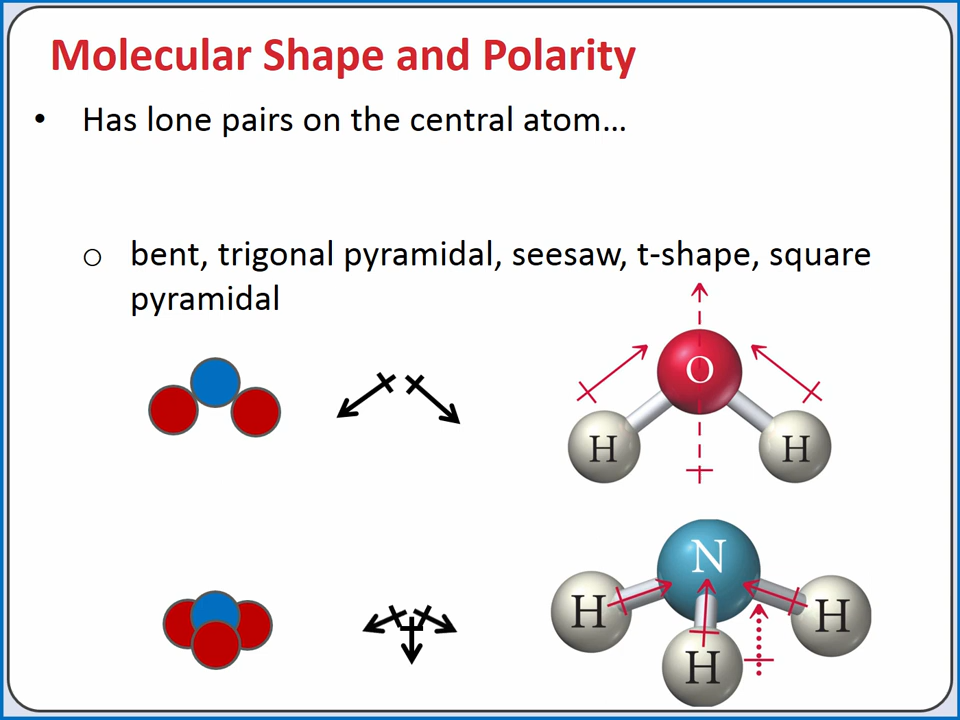 Molecular Shape and Polarity
• Has lone pairs on the central atom...
o bent, trigonal pyramidal, seesaw, t-shape, square
pyramidal
O
H H
N
H H
H